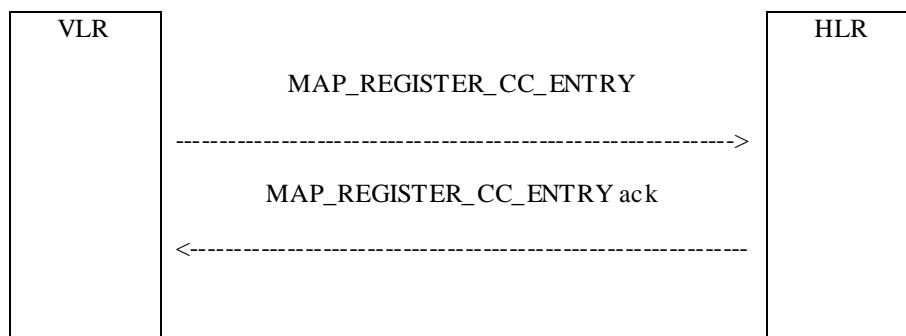 VLR HLR
MAP_REGISTER_CC_ENTRY
----------------------------------------------------------------->
MAP_REGISTER_CC_ENTRY ack
<-----------------------------------------------------------------